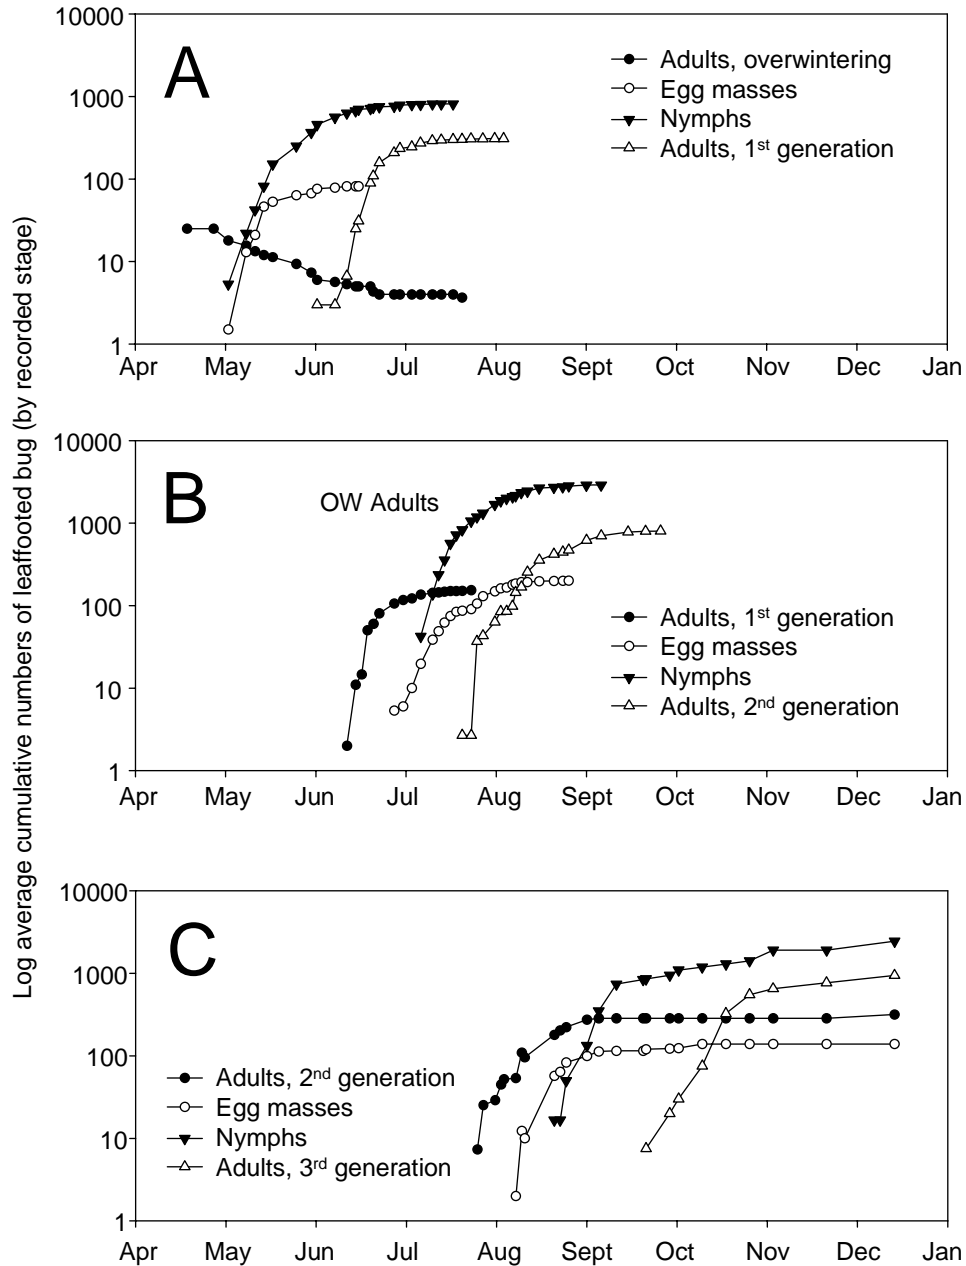 Log average cumulative numbers of leaffooted bug (by recorded stage)
10000
1000
100
10
1
A
Adults, overwintering
Egg masses
Nymphs
Adults, 1st generation
Apr May Jun Jul Aug Sept Oct Nov Dec Jan
10000
1000
100
10
1
B
OW Adults
Adults, 1st generation
Egg masses
Nymphs
Adults, 2nd generation
Apr May Jun Jul Aug Sept Oct Nov Dec Jan
10000
1000
100
10
1
C
Adults, 2nd generation
Egg masses
Nymphs
Adults, 3rd generation
Apr May Jun Jul Aug Sept Oct Nov Dec Jan